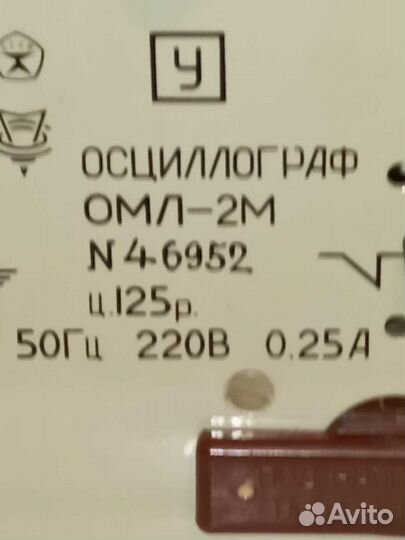 У
ОСЦИЛЛОГРАФ
ОМЛ-2М
N 4-6952
ц.125р.
50Гц 220В 0.25А
Avito